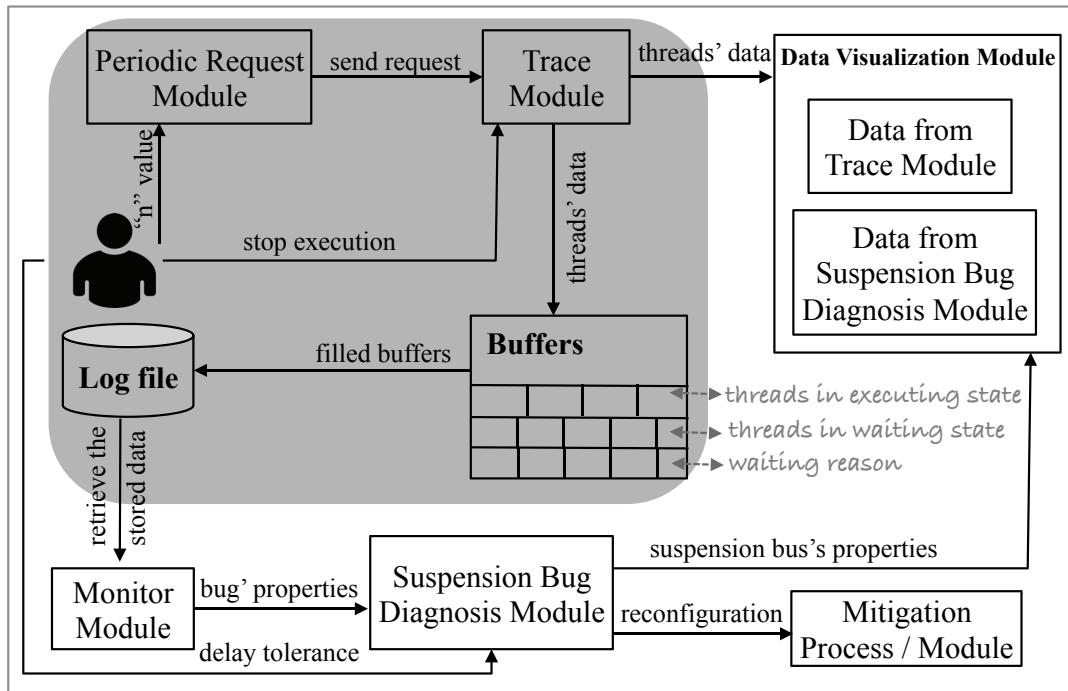 Periodic Request
Module
send request
Trace
Module
threads’ data
Data Visualization Module
Data from
Trace Module
Data from
Suspension Bug
Diagnosis Module
“n” value
stop execution
threads’ data
Buffers
filled buffers
Log file
threads in executing state
threads in waiting state
waiting reason
retrieve the
stored data
Monitor
Module
bug’ properties
Suspension Bug
Diagnosis Module
suspension bus’s properties
reconfiguration
Mitigation
Process / Module
delay tolerance